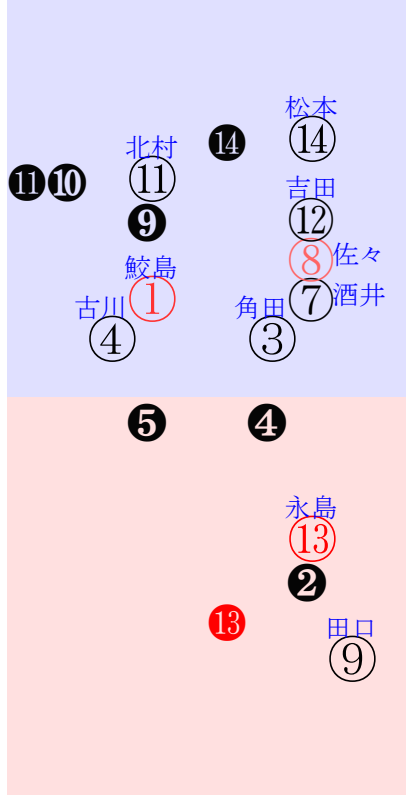 松本
⓮ ⑭
北村
⓫ ❿ ⑪
吉田
❾ ⑫
⑧ 佐々
鮫島
① ⑦ 酒井
古川 角田
④ ③
❺ ❹
永島
⑬
❷
⓭
田口
⑨